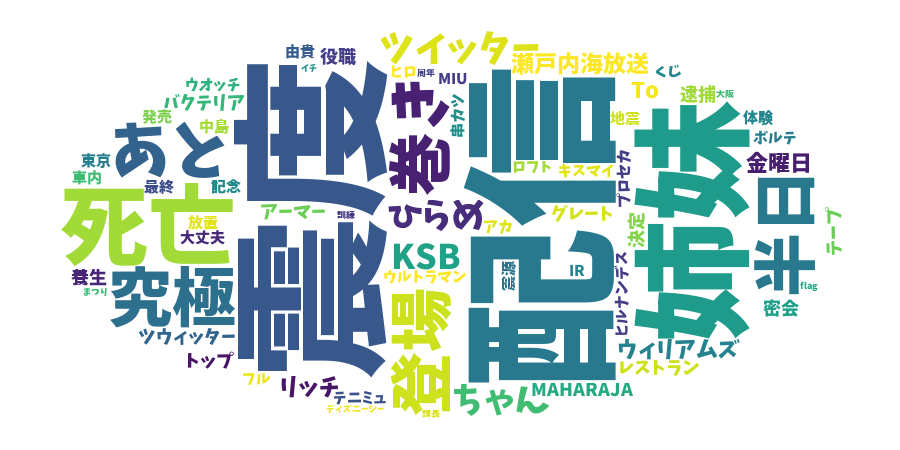 ツイッター
由貴
役職
イチ
ヒロ
周年
MIU
瀬戸内海放送
くじ
ウオッチ
バクテリア
To
逮捕
大阪
発売
中島
震度
巻き
串カツ
配信
地震
姉妹
体験
ボルテ
あと
東京
車内
最終
記念
ロフト
キスマイ
プロセカ
金曜日
半日
死亡
放置
大丈夫
アーマー
訓練
ひらめ
アカ
グレート
決定
テープ
養生
まつり
究極
KSB
ウルトラマン
震源
IR
ヒルナンデス
flag
密会
ツウィッター
登場
ウィリアムズ
トップ
レストラン
フル
リッチ
テニミュ
ディズニーシー
課長
ちゃん
MAHARAJA